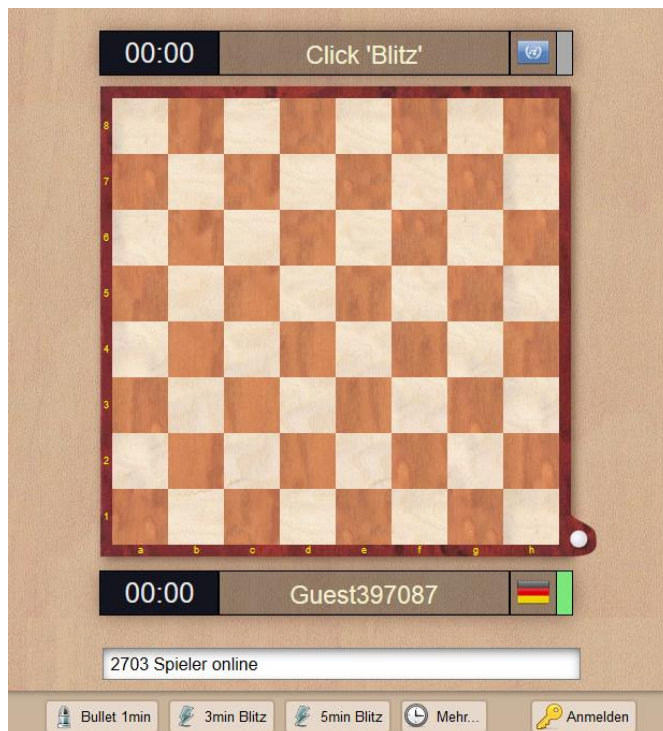 00:00 Click 'Blitz'
8
7
6
5
4
3
2
1
a b c d e f g h
00:00 Guest397087
2703 Spieler online
Bullet 1min 3min Blitz 5min Blitz Mehr... Anmelden